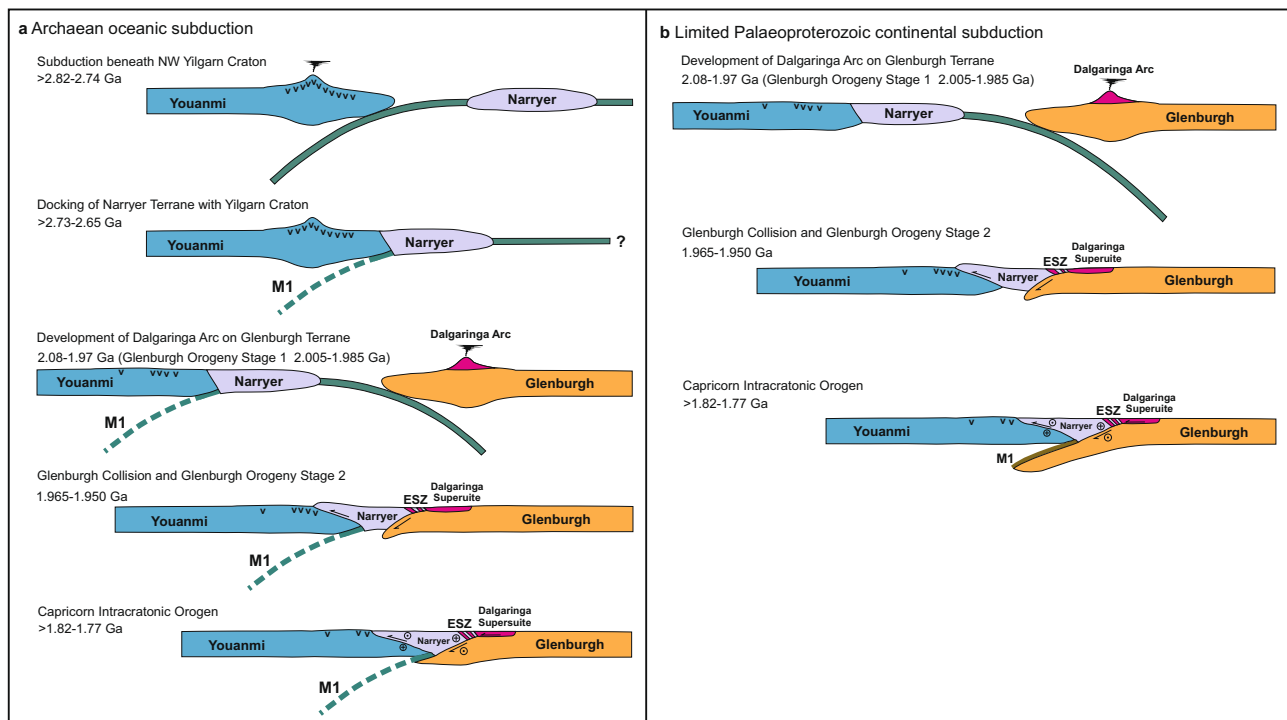 a Archaean oceanic subduction
Subduction beneath NW Yilgarn Craton
>2.82-2.74 Ga
v v v v v v v v v v
Youanmi
Narryer
Docking of Narryer Terrane with Yilgarn Craton
>2.73-2.65 Ga
v v v v v v v v v v
Youanmi
Narryer
?
M1
Development of Dalgaringa Arc on Glenburgh Terrane
2.08-1.97 Ga (Glenburgh Orogeny Stage 1 2.005-1.985 Ga)
Dalgaringa Arc
v v v v v
Youanmi
Narryer
Glenburgh
M1
Glenburgh Collision and Glenburgh Orogeny Stage 2
1.965-1.950 Ga
ESZ
Dalgaringa
Superuite
v v v v v
Youanmi
Narryer
Glenburgh
M1
Capricorn Intracratonic Orogen
>1.82-1.77 Ga
ESZ
Dalgaringa
Supersuite
v v v
Youanmi
Narryer
Glenburgh
M1
b Limited Palaeoproterozoic continental subduction
Development of Dalgaringa Arc on Glenburgh Terrane
2.08-1.97 Ga (Glenburgh Orogeny Stage 1 2.005-1.985 Ga)
Dalgaringa Arc
v v v v v
Youanmi
Narryer
Glenburgh
Glenburgh Collision and Glenburgh Orogeny Stage 2
1.965-1.950 Ga
ESZ
Dalgaringa
Superuite
v v v v v
Youanmi
Narryer
Glenburgh
Capricorn Intracratonic Orogen
>1.82-1.77 Ga
ESZ
Dalgaringa
Superuite
v v v
Youanmi
Narryer
Glenburgh
M1